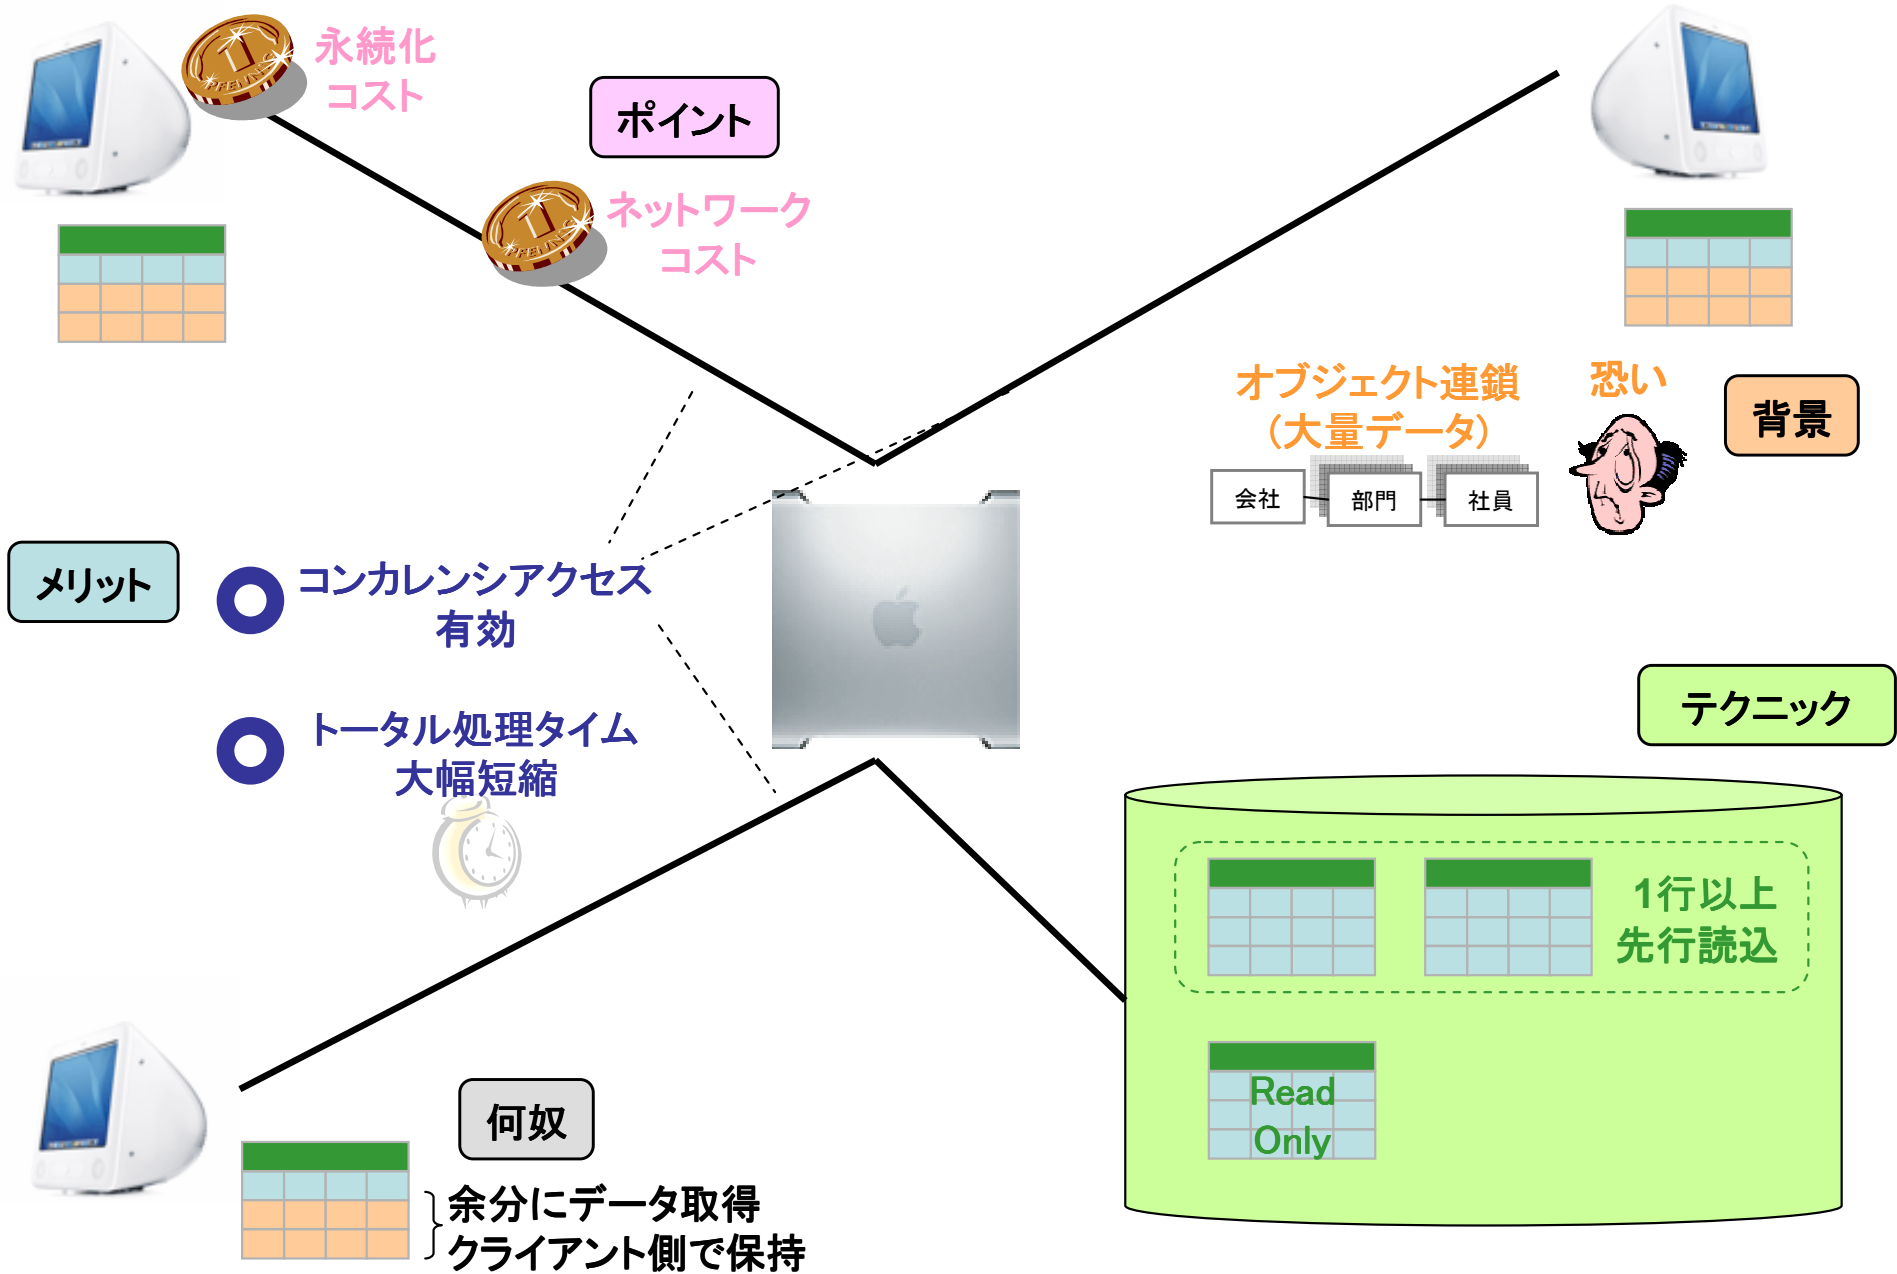 永続化
コスト
ポイント
ネットワーク
コスト
オブジェクト連鎖
（大量データ）
恐い
背景
会社
部門
社員
メリット
コンカレンシアクセス
有効
トータル処理タイム
大幅短縮
テクニック
1行以上
先行読込
Read
Only
何奴
余分にデータ取得
クライアント側で保持